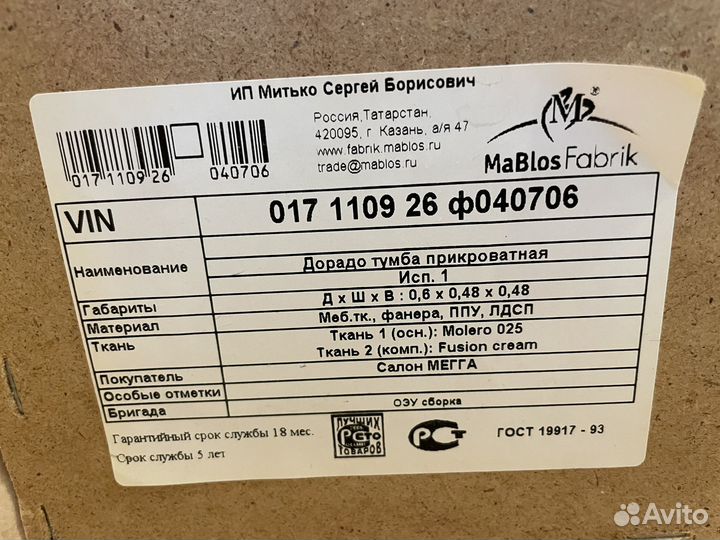 ИП Митько Сергей Борисович
Россия,Татарстан,
420095, г. Казань, а/я 47
www.fabrik.mablos.ru
trade@mablos.ru
MaBlos Fabrik
®
017 1109 26
040706
VIN
017 1109 26 ф040706
Наименование
Дорадо тумба прикроватная
Исп. 1
Габариты
Д x Ш x В : 0,6 x 0,48 x 0,48
Материал
Меб.тк., фанера, ППУ, ЛДСП
Ткань
Ткань 1 (осн.): Molero 025
Ткань 2 (комп.): Fusion cream
Покупатель
Салон МЕГГА
Особые отметки
Бригада
ОЭУ сборка
Гарантийный срок службы 18 мес.
Срок службы 5 лет
ЛУЧШИХ
ТОВАРОВ
РСТ
ГОСТ 19917 - 93
Avito